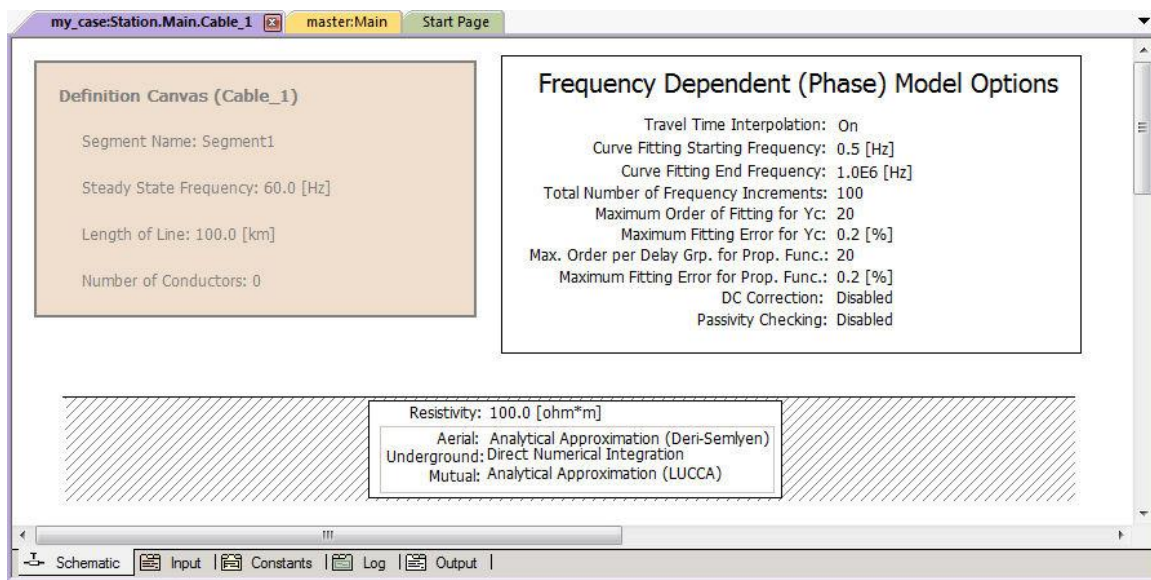 my_case:Station.Main.Cable_1 master:Main Start Page
Definition Canvas (Cable_1)
Segment Name: Segment1
Steady State Frequency: 60.0 [Hz]
Length of Line: 100.0 [km]
Number of Conductors: 0
Frequency Dependent (Phase) Model Options
Travel Time Interpolation: On
Curve Fitting Starting Frequency: 0.5 [Hz]
Curve Fitting End Frequency: 1.0E6 [Hz]
Total Number of Frequency Increments: 100
Maximum Order of Fitting for Yc: 20
Maximum Fitting Error for Yc: 0.2 [%]
Max. Order per Delay Grp. for Prop. Func.: 20
Maximum Fitting Error for Prop. Func.: 0.2 [%]
DC Correction: Disabled
Passivity Checking: Disabled
Resistivity: 100.0 [ohm*m]
Aerial: Analytical Approximation (Deri-Semlyen)
Underground: Direct Numerical Integration
Mutual: Analytical Approximation (LUCCA)
Schematic Input Constants Log Output